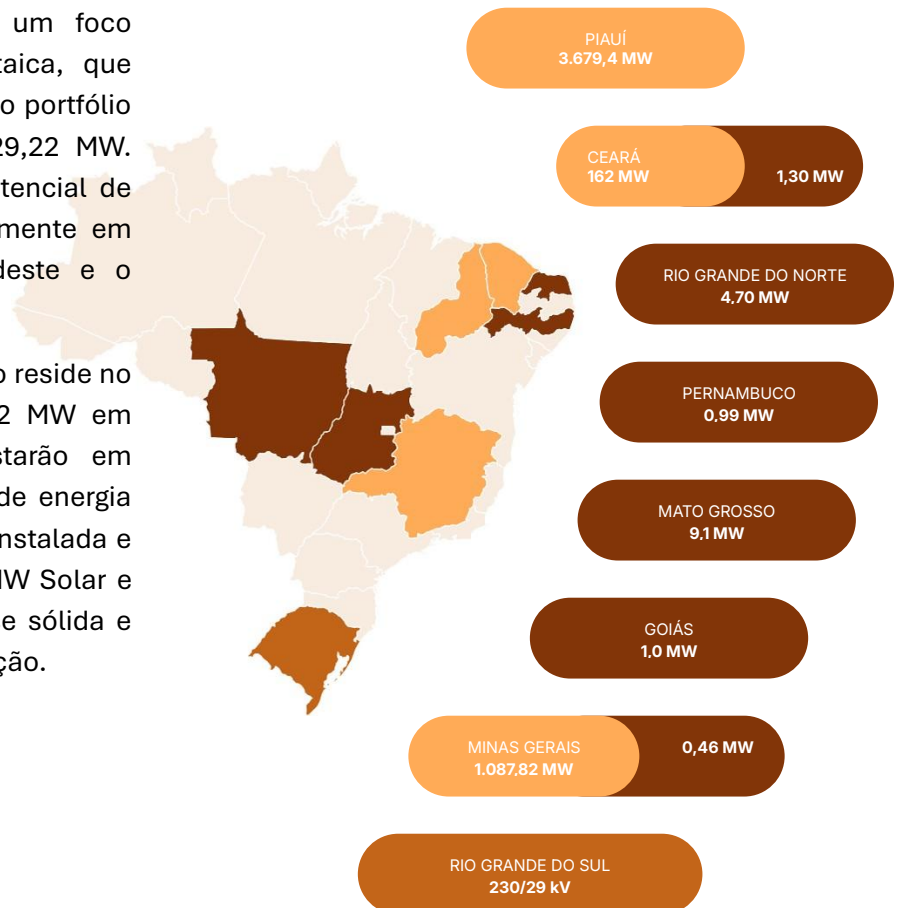 um foco
taica, que
o portfólio
29,22 MW.
tencial de
mente em
deste e o
o reside no
2 MW em
starão em
de energia
nstalada e
MW Solar e
e sólida e
ção.
PIAUÍ
3.679,4 MW
CEARÁ
162 MW
1,30 MW
RIO GRANDE DO NORTE
4,70 MW
PERNAMBUCO
0,99 MW
MATO GROSSO
9,1 MW
GOIÁS
1,0 MW
MINAS GERAIS
1.087,82 MW
0,46 MW
RIO GRANDE DO SUL
230/29 kV